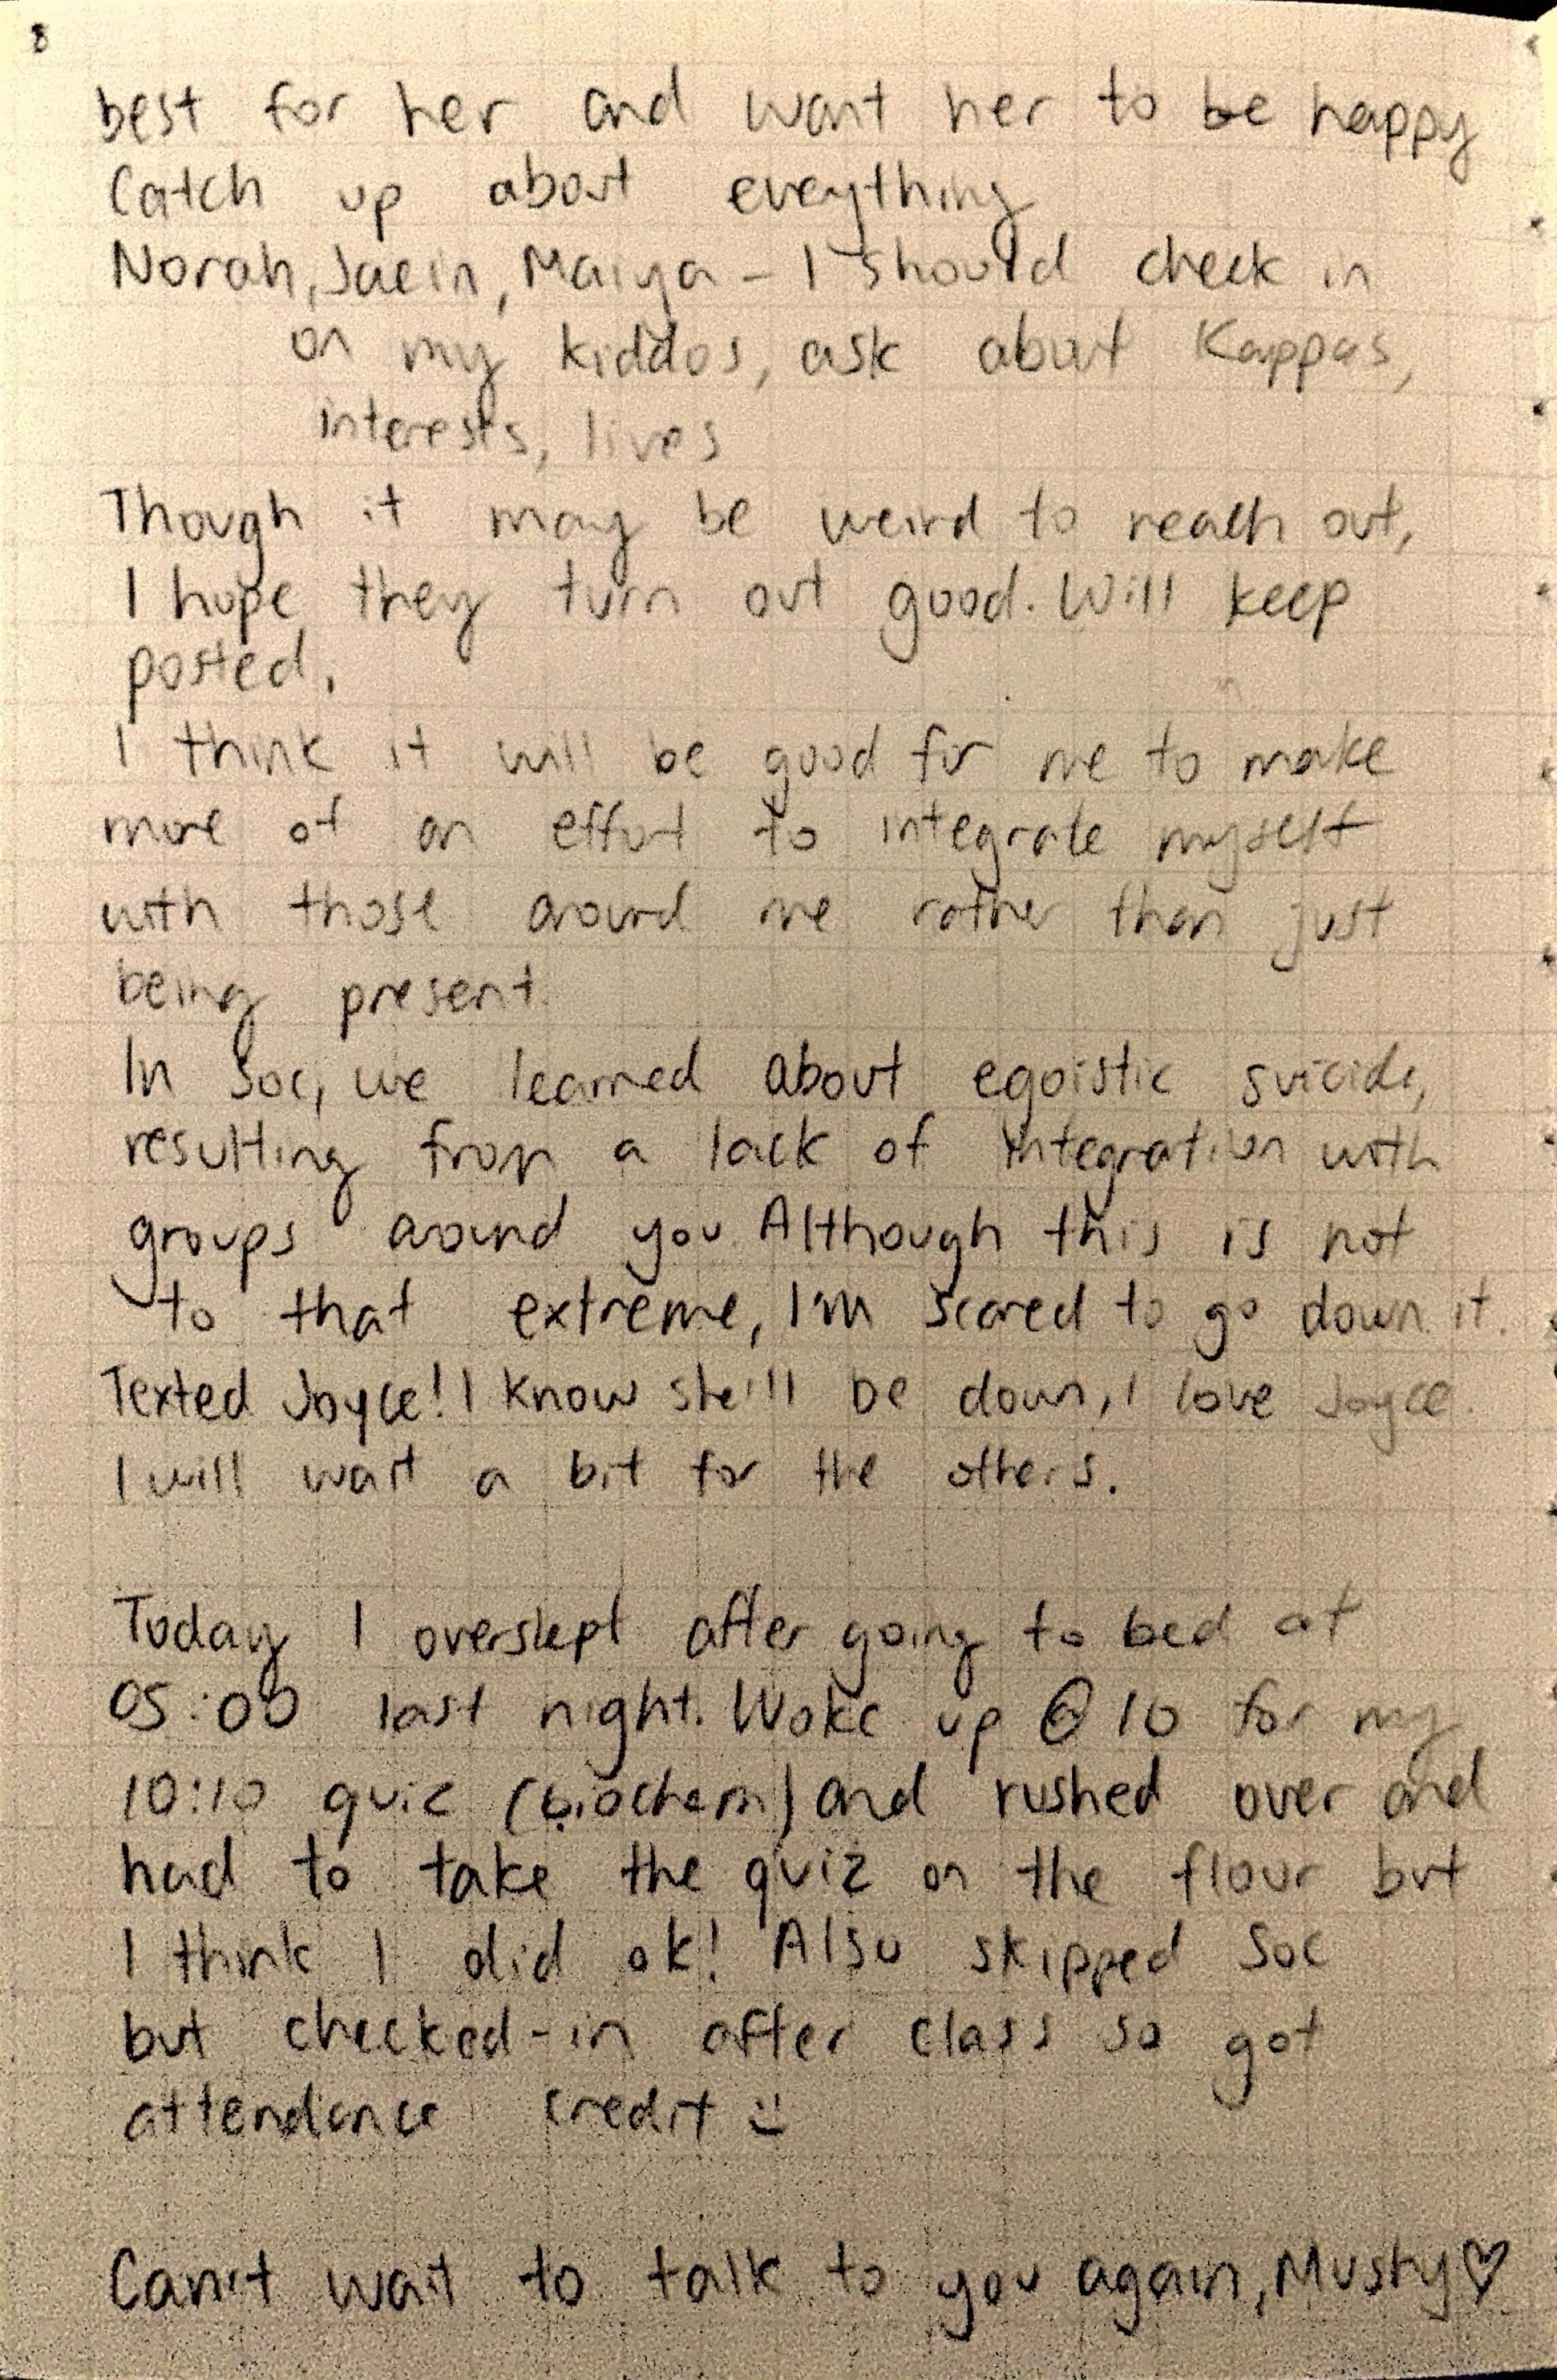 8
best for her and want her to be happy
Catch up about eveything
Norah, Jaein, Maiya - I should check in
on my kiddos, ask about Kappas,
interests, lives
Though it may be weird to reach out,
I hope they turn out good. Will keep
posted.
I think it will be good for me to make
more of an effort to integrate myself
with those around me rather than just
being present.
In Soc, we learned about egoistic suicide,
resulting from a lack of integration with
groups around you. Although this is not
to that extreme, I'm scared to go down it.
Texted Joyce! I know she'll be down, I love Joyce.
I will wait a bit for the others.
Today I overslept after going to bed at
05:00 last night. Woke up @ 10 for my
10:10 quiz (biochem) and rushed over and
had to take the quiz on the flour but
I think I did ok! Also skipped Soc
but checked-in after class so got
attendance credit :)
Can't wait to talk to you again, Mushy ♡